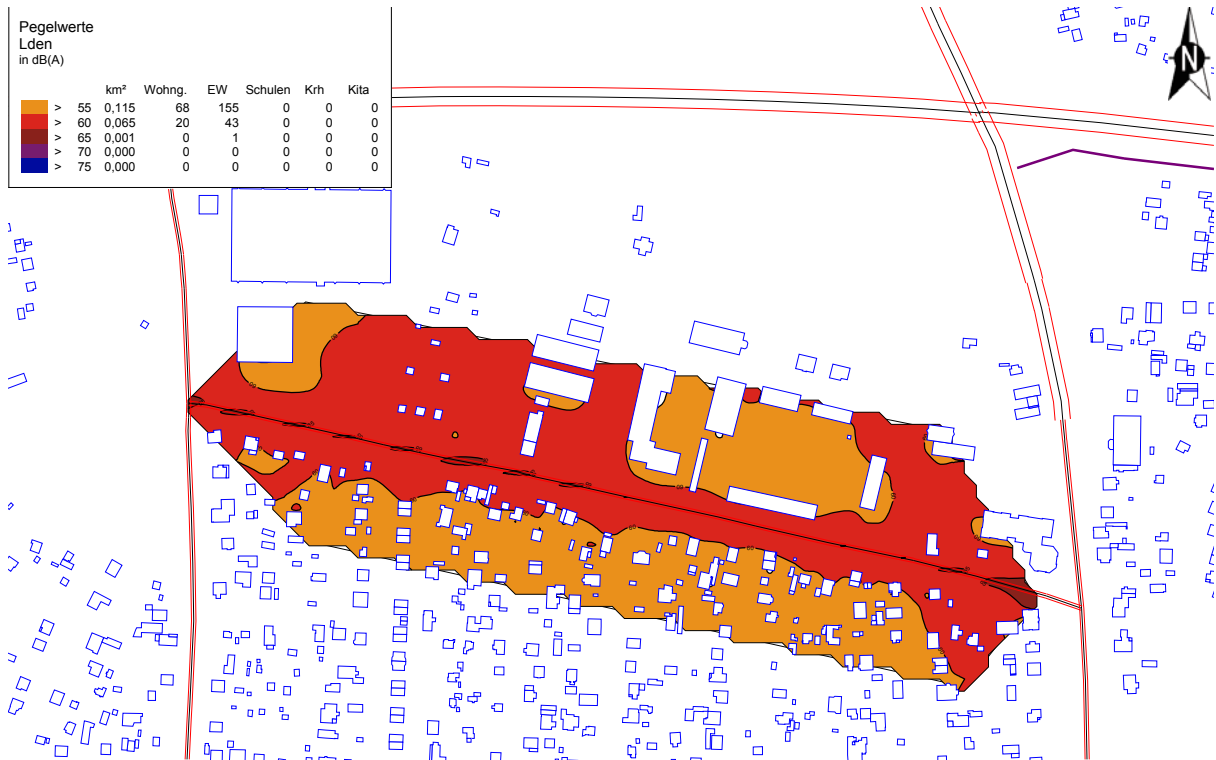 Pegelwerte
Lden
in dB(A)
km² Wohng. EW Schulen Krh Kita
> 55 0,115 68 155 0 0 0
> 60 0,065 20 43 0 0 0
> 65 0,001 0 1 0 0 0
> 70 0,000 0 0 0 0 0
> 75 0,000 0 0 0 0 0
N